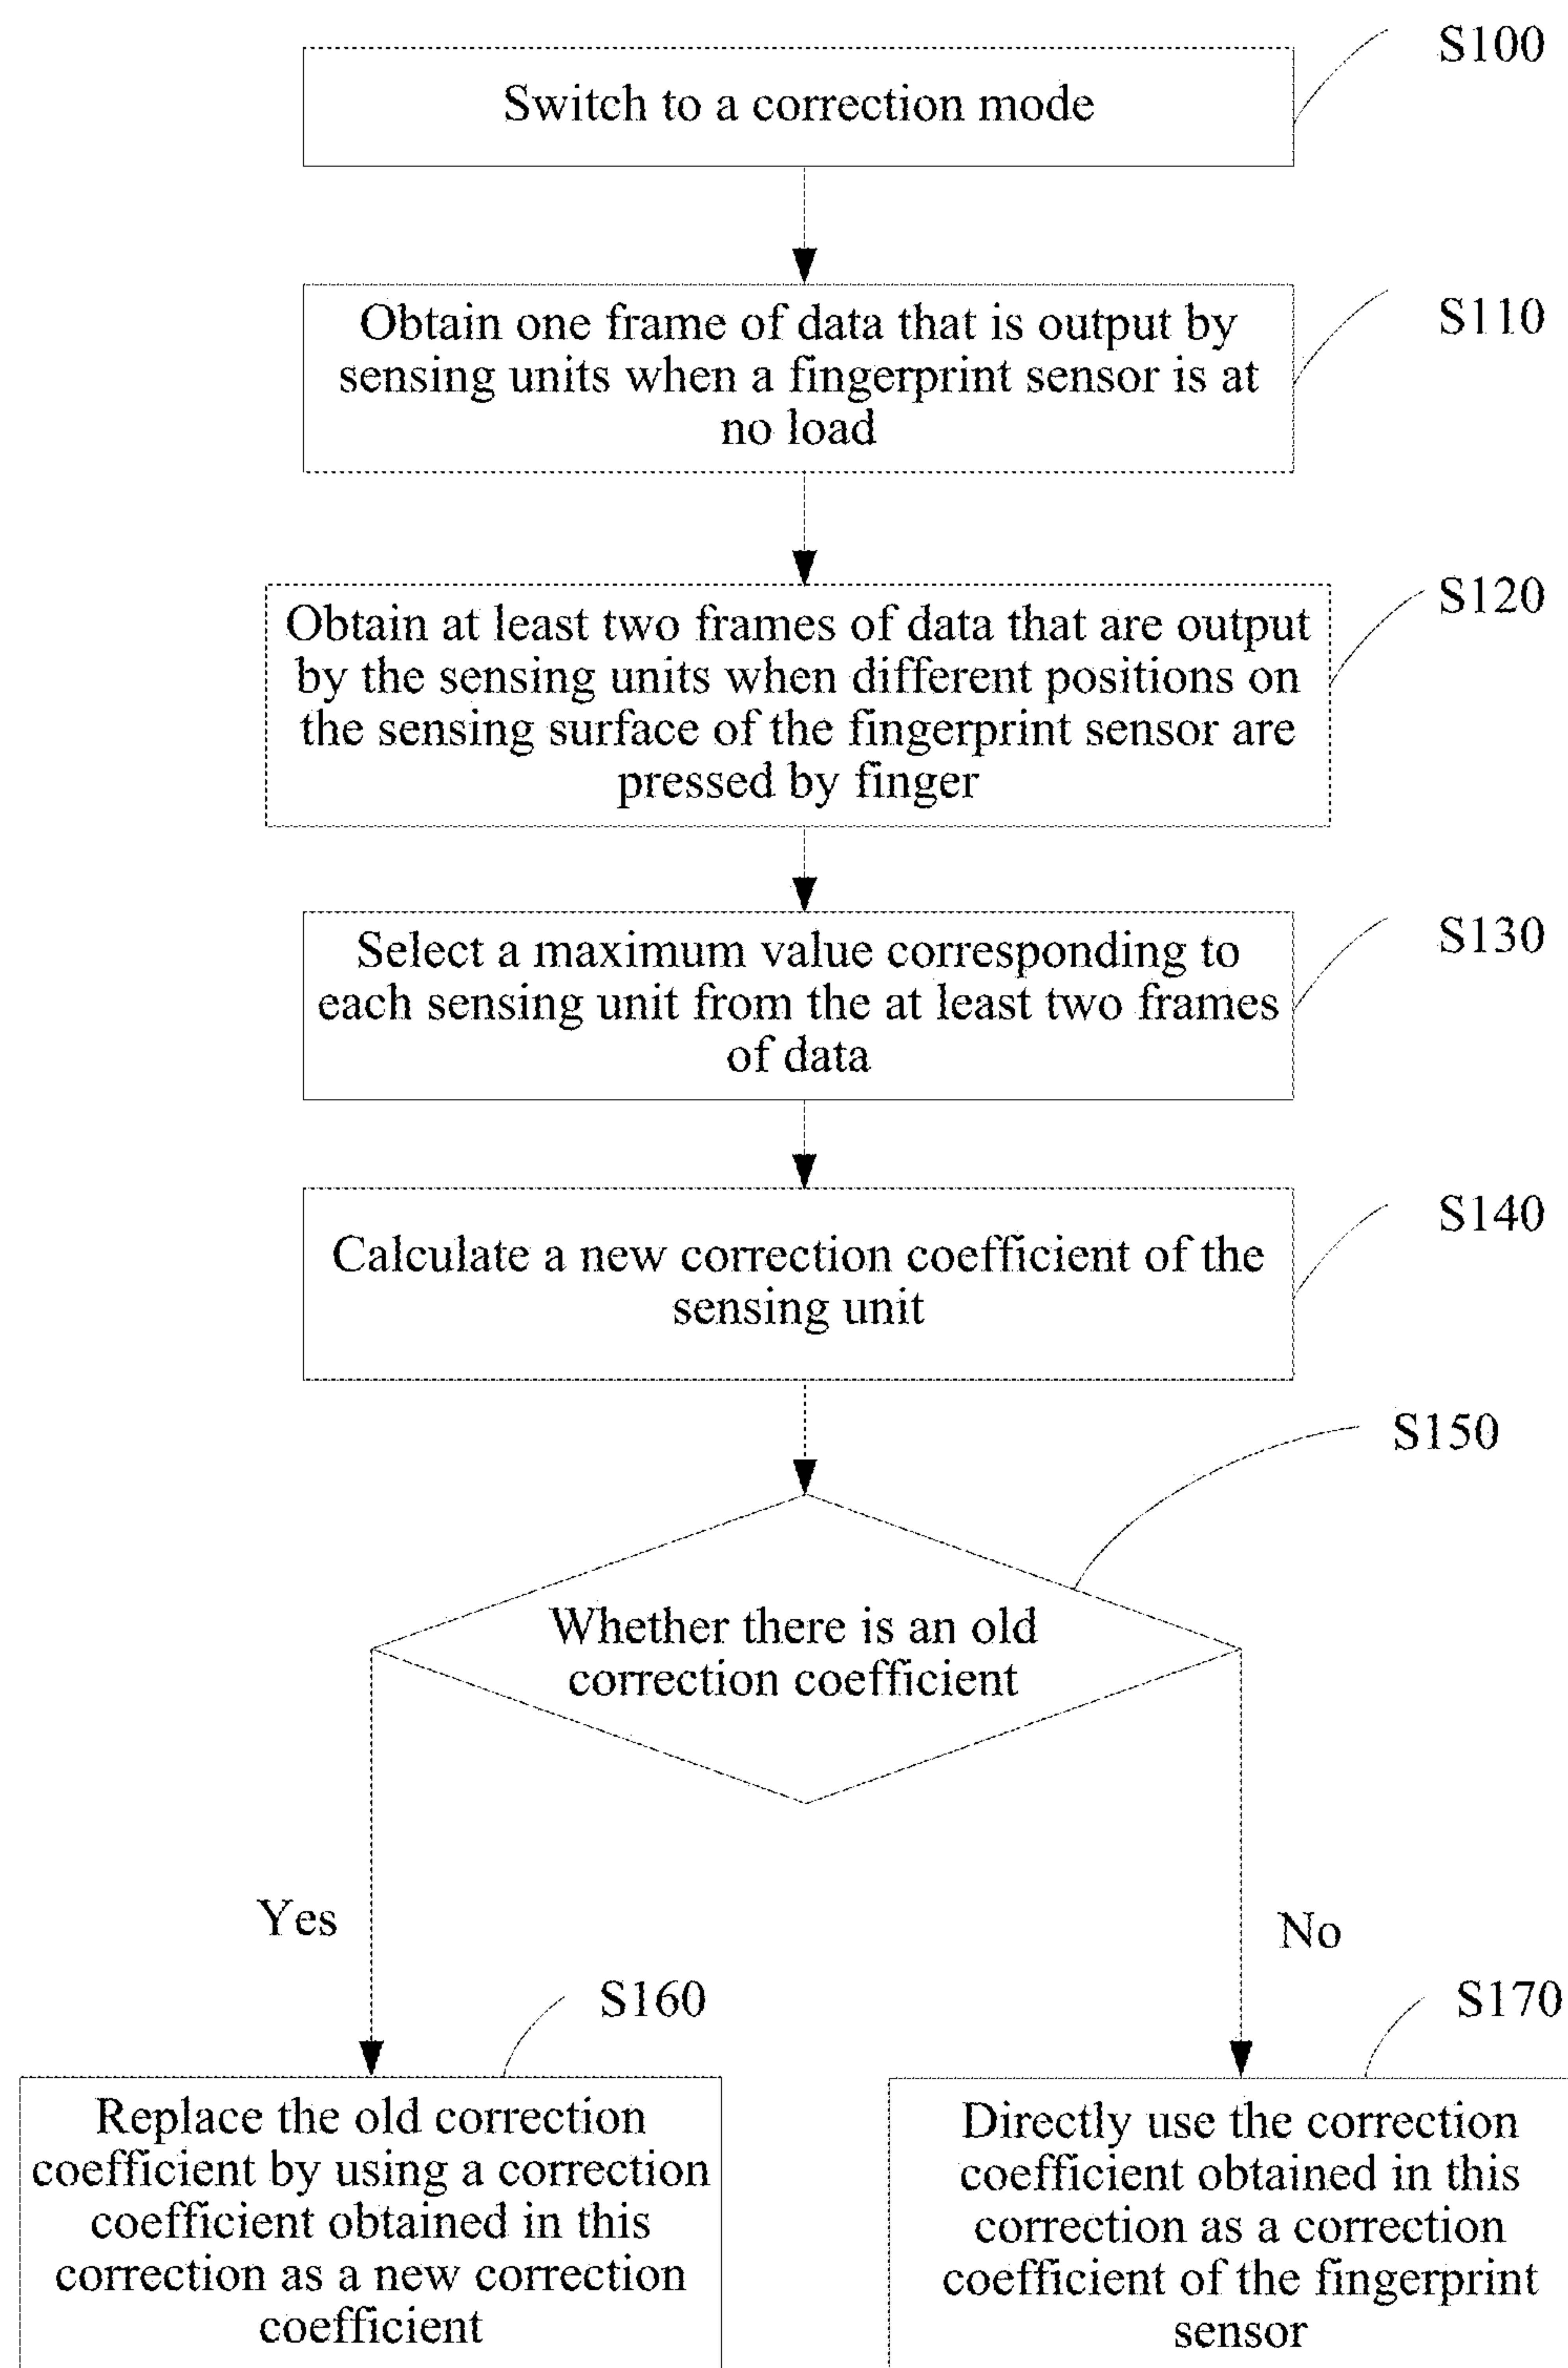 S100
Switch to a correction mode
S110
Obtain one frame of data that is output by
sensing units when a fingerprint sensor is at
no load
S120
Obtain at least two frames of data that are output
by the sensing units when different positions on
the sensing surface of the fingerprint sensor are
pressed by finger
S130
Select a maximum value corresponding to
each sensing unit from the at least two frames
of data
S140
Calculate a new correction coefficient of the
sensing unit
S150
Whether there is an old
correction coefficient
Yes
No
S160
Replace the old correction
coefficient by using a correction
coefficient obtained in this
correction as a new correction
coefficient
S170
Directly use the correction
coefficient obtained in this
correction as a correction
coefficient of the fingerprint
sensor